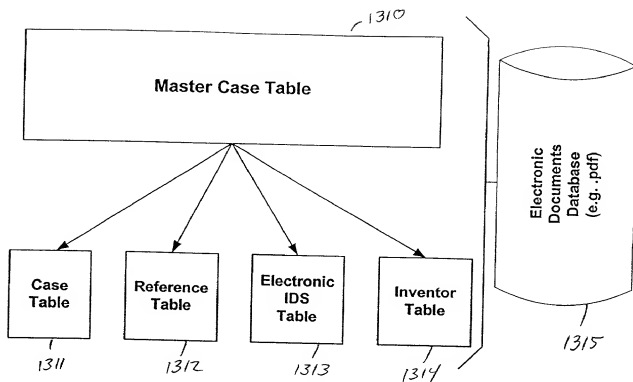 1310
Master Case Table
Electronic
Documents
Database
(e.g. .pdf)
Case
Table
Reference
Table
Electronic
IDS
Table
Inventor
Table
1311
1312
1313
1314
1315